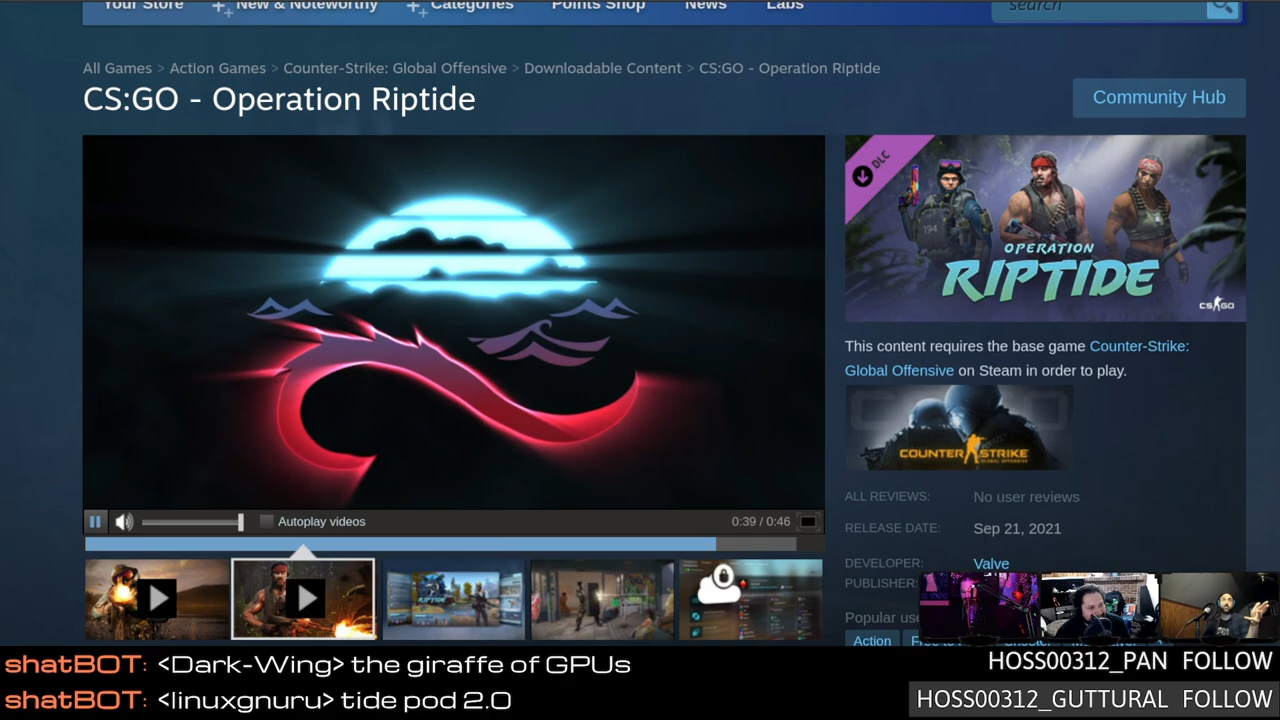 Your Store
New & Noteworthy
Categories
Points Shop
News
Labs
search
All Games > Action Games > Counter-Strike: Global Offensive > Downloadable Content > CS:GO - Operation Riptide
CS:GO - Operation Riptide
Community Hub
DLC
194
OPERATION
RIPTIDE
CS GO
This content requires the base game Counter-Strike:
Global Offensive on Steam in order to play.
COUNTER STRIKE
GLOBAL OFFENSIVE
ALL REVIEWS: No user reviews
RELEASE DATE: Sep 21, 2021
DEVELOPER: Valve
PUBLISHER:
Popular
Action
Autoplay videos
0:39 / 0:46
RIPTIDE
shatBOT: <Dark-Wing> the giraffe of GPUs
shatBOT: <linuxgnuru> tide pod 2.0
HOSS00312_PAN FOLLOW
HOSS00312_GUTTURAL FOLLOW